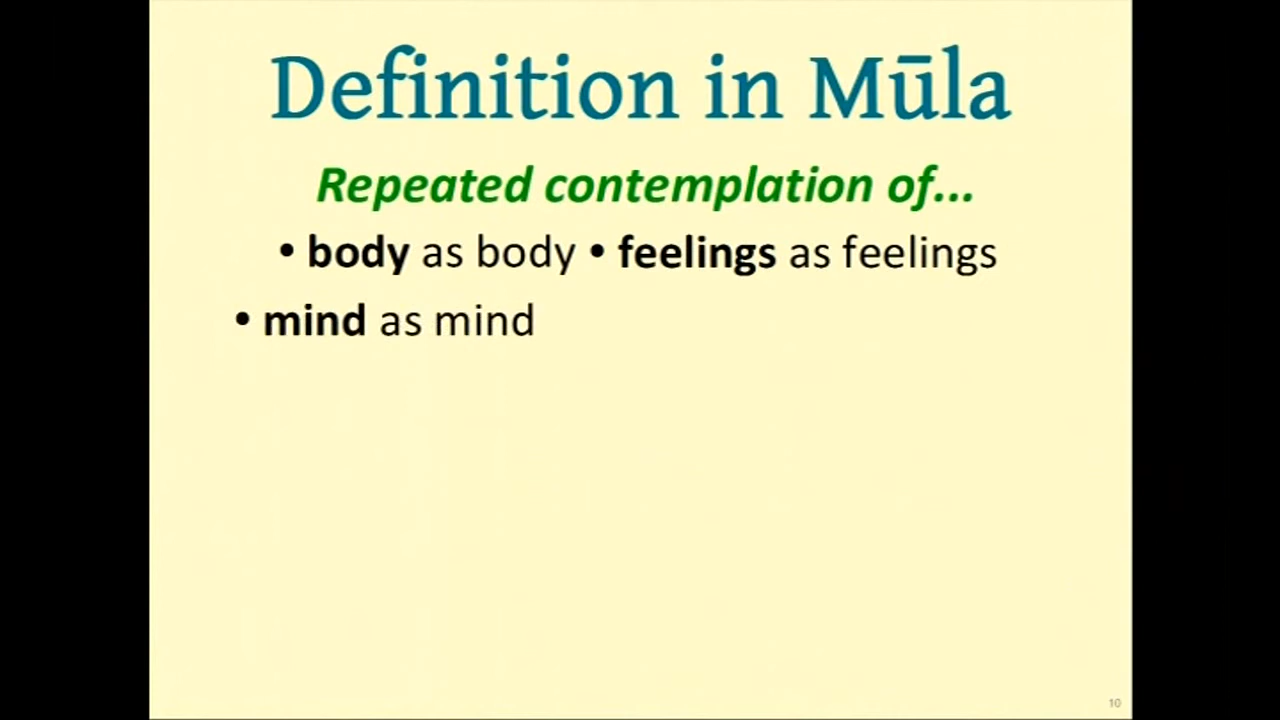 Definition in Mūla
Repeated contemplation of...
• body as body • feelings as feelings
• mind as mind
10